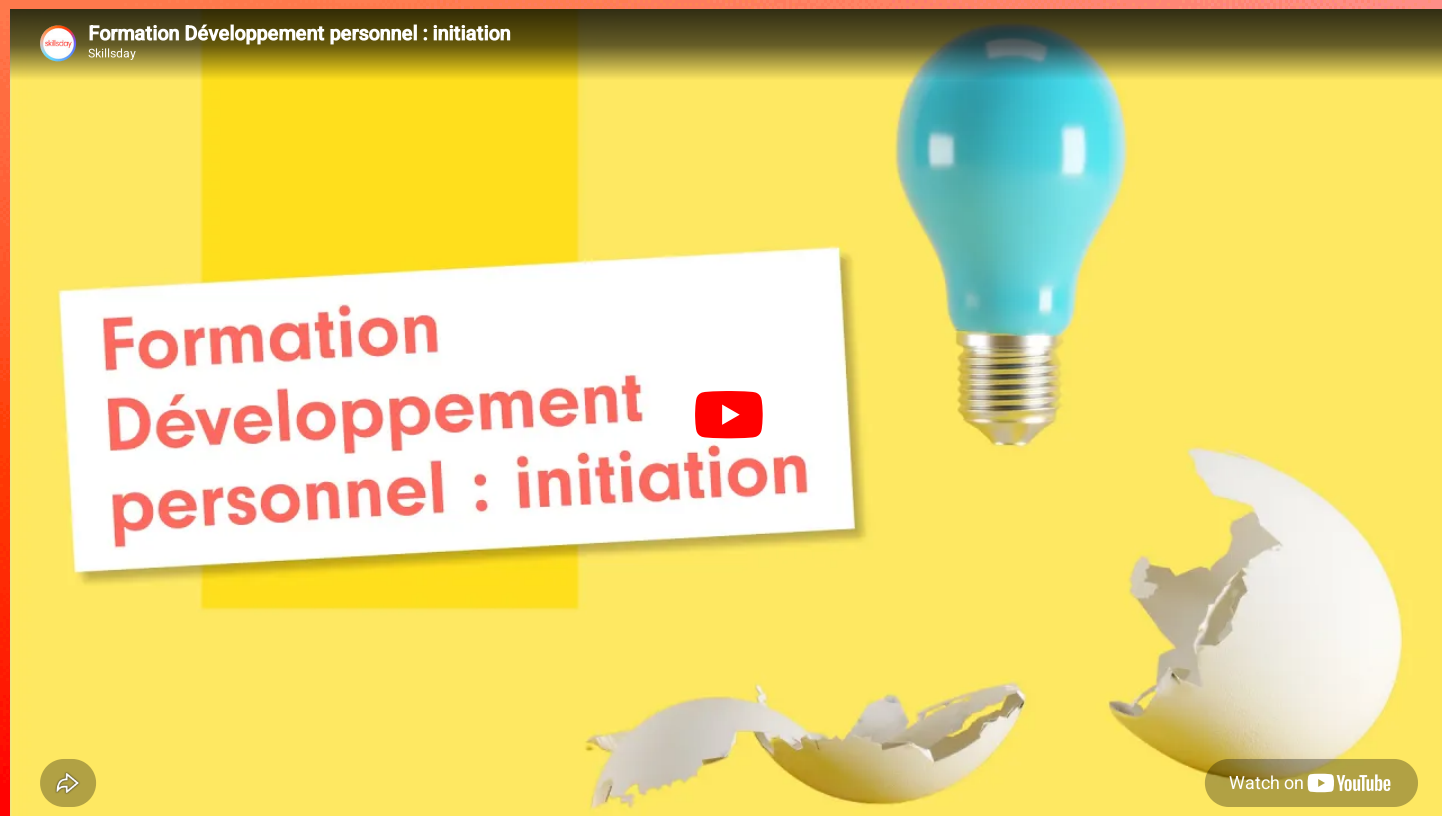 skillsday
Formation Développement personnel : initiation
Skillsday
Formation
Développement
personnel : initiation
Watch on YouTube